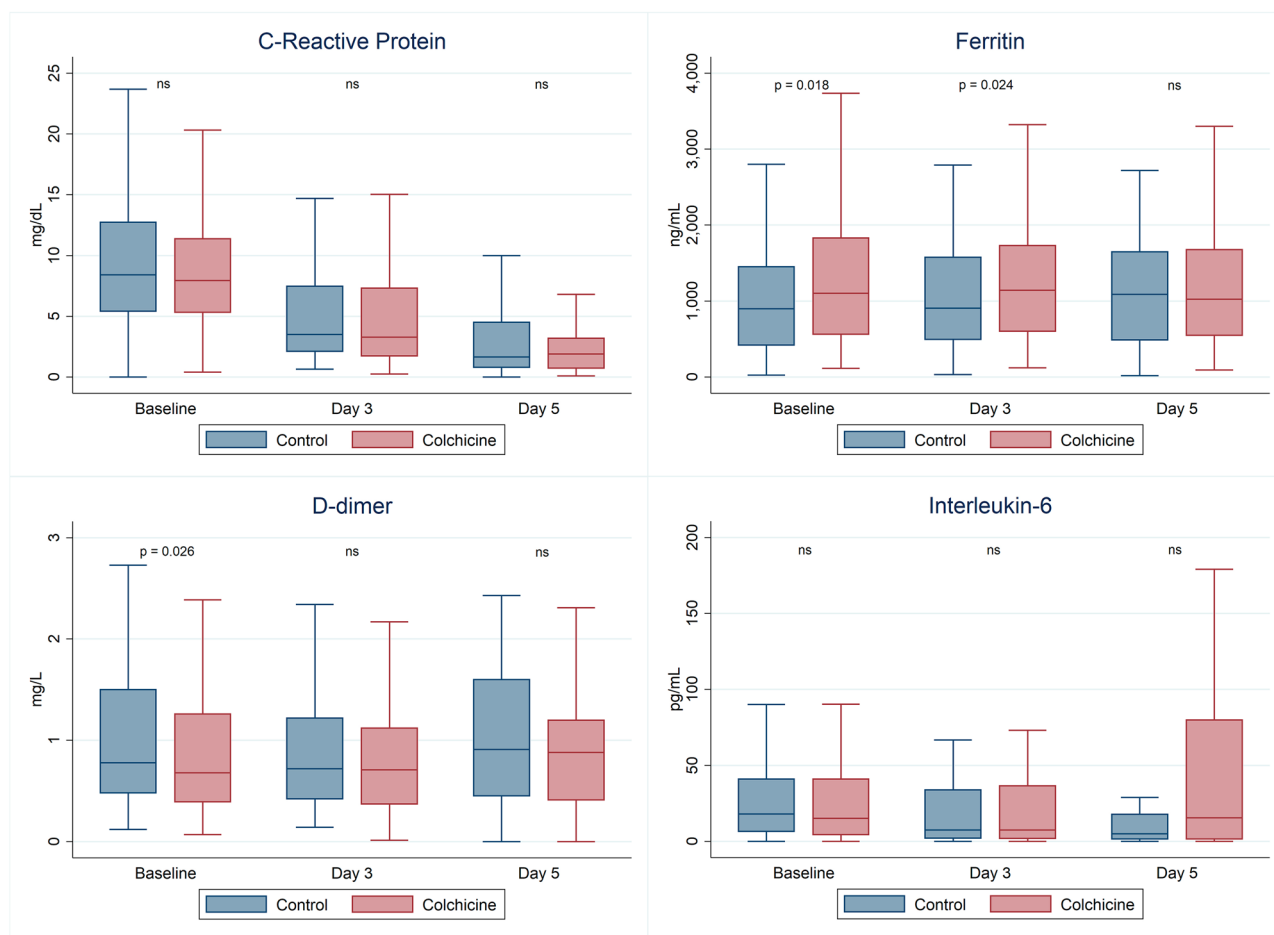 C-Reactive Protein
25
20
15
10
5
0
mg/dL
ns
ns
ns
Baseline
Day 3
Day 5
Control
Colchicine
Ferritin
4,000
3,000
2,000
1,000
0
ng/mL
p = 0.018
p = 0.024
ns
Baseline
Day 3
Day 5
Control
Colchicine
D-dimer
3
2
1
0
mg/L
p = 0.026
ns
ns
Baseline
Day 3
Day 5
Control
Colchicine
Interleukin-6
200
150
100
50
0
pg/mL
ns
ns
ns
Baseline
Day 3
Day 5
Control
Colchicine